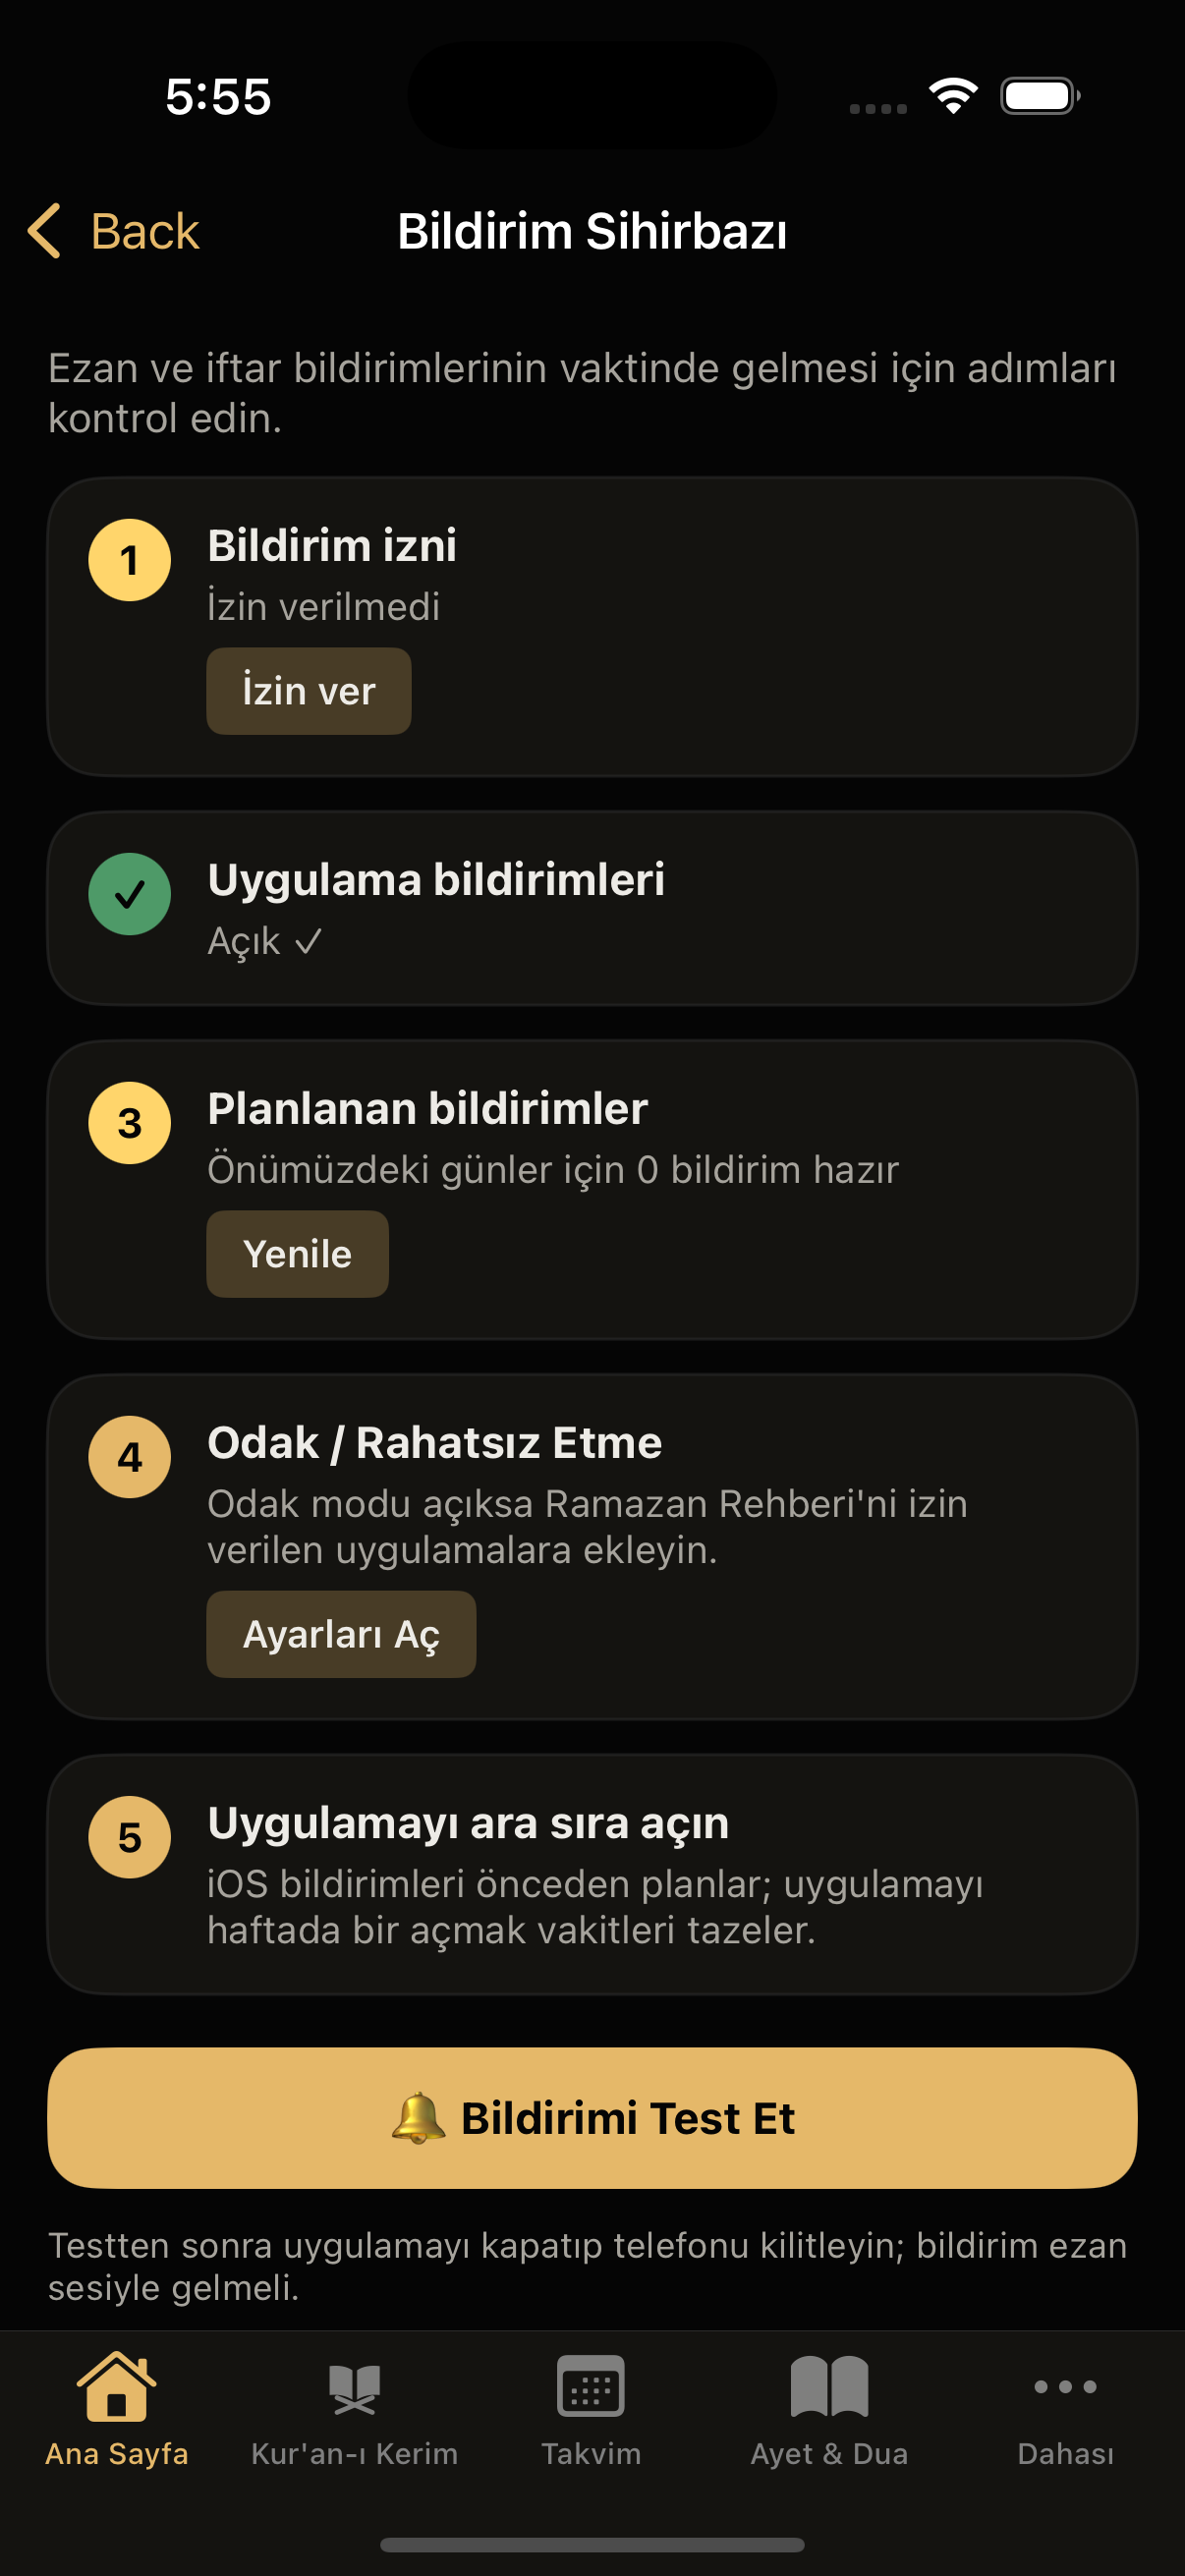 5:55
Back
Bildirim Sihirbazı
Ezan ve iftar bildirimlerinin vaktinde gelmesi için adımları
kontrol edin.
1
Bildirim izni
İzin verilmedi
İzin ver
Uygulama bildirimleri
Açık ✓
3
Planlanan bildirimler
Önümüzdeki günler için 0 bildirim hazır
Yenile
4
Odak / Rahatsız Etme
Odak modu açıksa Ramazan Rehberi'ni izin
verilen uygulamalara ekleyin.
Ayarları Aç
5
Uygulamayı ara sıra açın
iOS bildirimleri önceden planlar; uygulamayı
haftada bir açmak vakitleri tazeler.
🔔 Bildirimi Test Et
Testten sonra uygulamayı kapatıp telefonu kilitleyin; bildirim ezan
sesiyle gelmeli.
Ana Sayfa
Kur'an-ı Kerim
Takvim
Ayet & Dua
Dahası